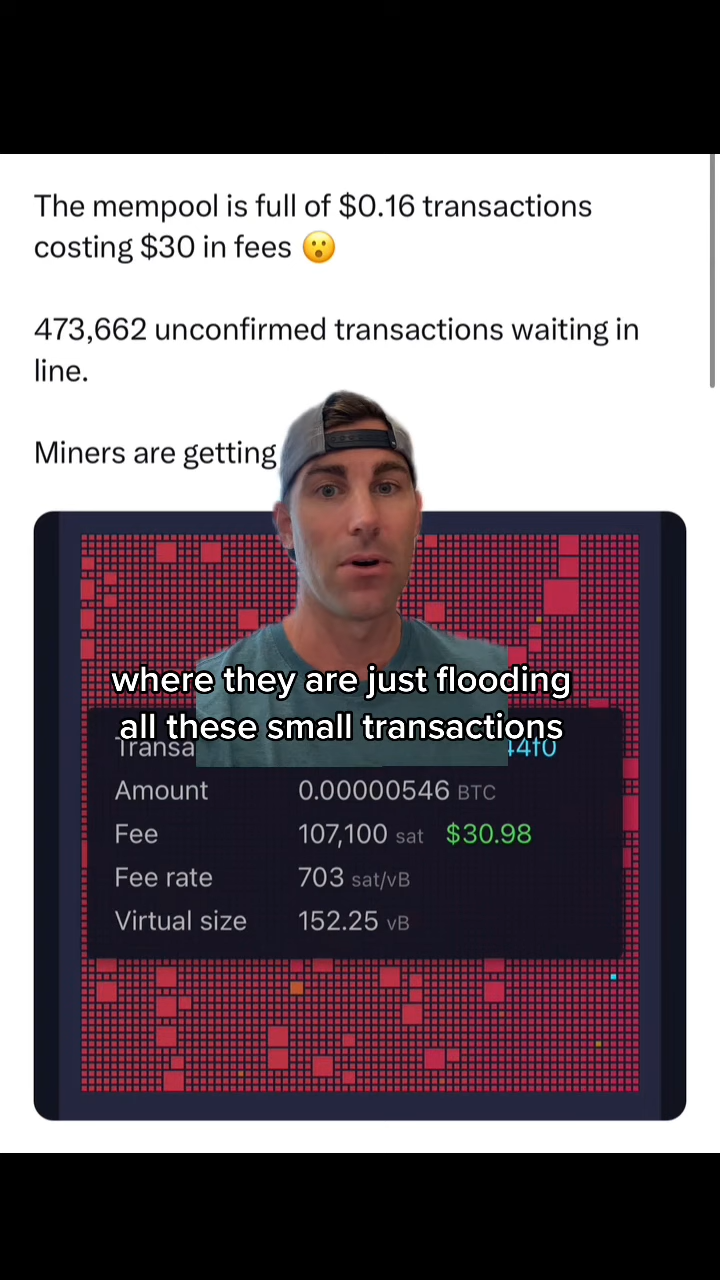 The mempool is full of $0.16 transactions
costing $30 in fees 😮
473,662 unconfirmed transactions waiting in
line.
Miners are getting
where they are just flooding
all these small transactions
Amount 0.00000546 BTC
Fee 107,100 sat $30.98
Fee rate 703 sat/vB
Virtual size 152.25 vB